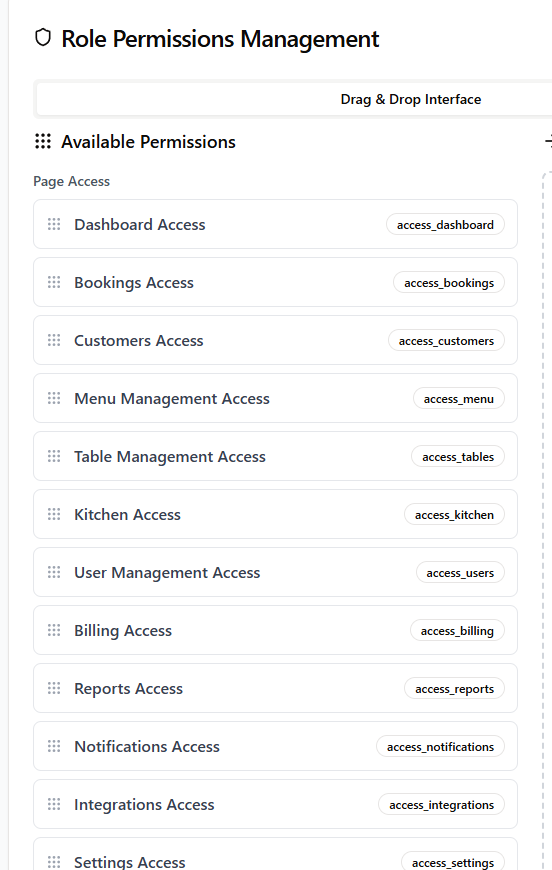 Role Permissions Management
Drag & Drop Interface
Available Permissions
Page Access
Dashboard Access access_dashboard
Bookings Access access_bookings
Customers Access access_customers
Menu Management Access access_menu
Table Management Access access_tables
Kitchen Access access_kitchen
User Management Access access_users
Billing Access access_billing
Reports Access access_reports
Notifications Access access_notifications
Integrations Access access_integrations
Settings Access access_settings